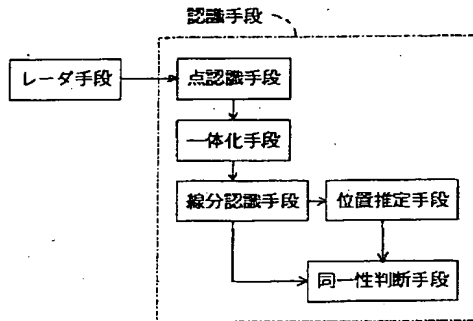 認識手段
レーダ手段
点認識手段
一体化手段
線分認識手段
位置推定手段
同一性判断手段